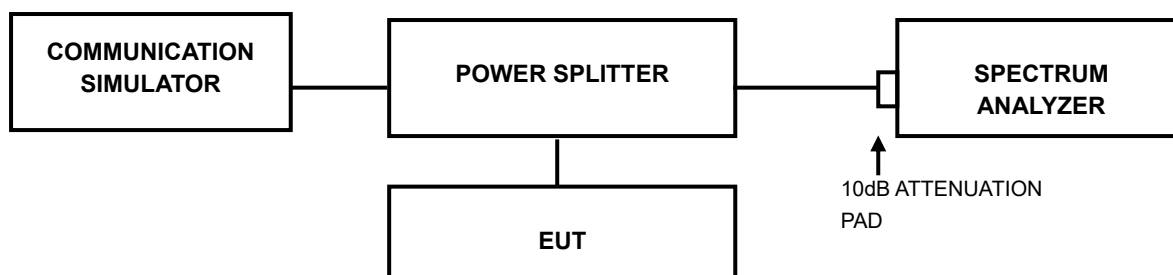 COMMUNICATION
SIMULATOR
POWER SPLITTER
SPECTRUM
ANALYZER
10dB ATTENUATION
PAD
EUT